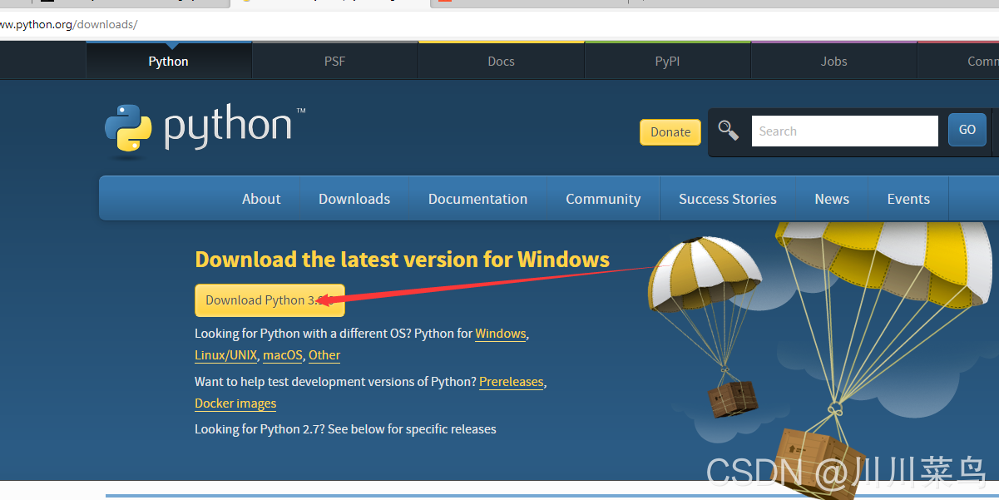 ww.python.org/downloads/
Python
PSF
Docs
PyPI
Jobs
python™
Donate
Search
GO
About
Downloads
Documentation
Community
Success Stories
News
Events
Download the latest version for Windows
Download Python
Looking for Python with a different OS? Python for Windows,
Linux/UNIX, macOS, Other
Want to help test development versions of Python? Prereleases,
Docker images
Looking for Python 2.7? See below for specific releases
CSDN @川川菜鸟